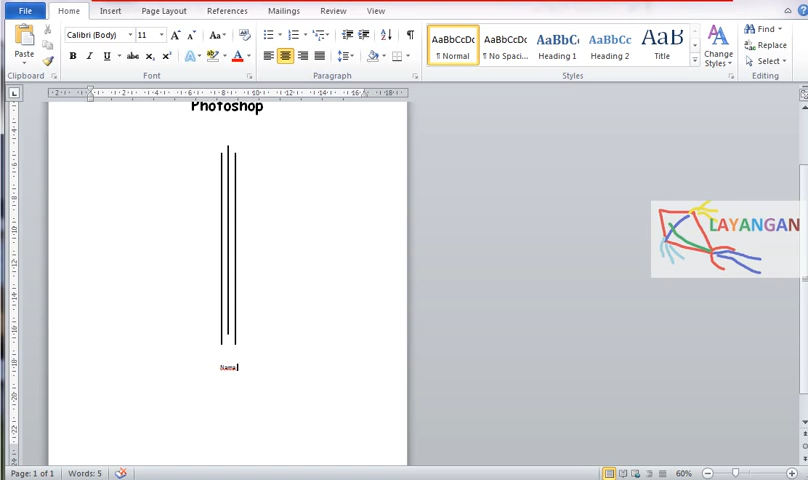 File Home Insert Page Layout References Mailings Review View
Calibri (Body) 11 Aa
Paste
AaBbCcDc AaBbCcDc AaBbC AaBbCc AaB
¶ Normal ¶ No Spaci... Heading 1 Heading 2 Title
Change Styles
Find
Replace
Select
Clipboard Font Paragraph Styles Editing
Photoshop
LAYANGAN
Nama
Page: 1 of 1 Words: 5 60%